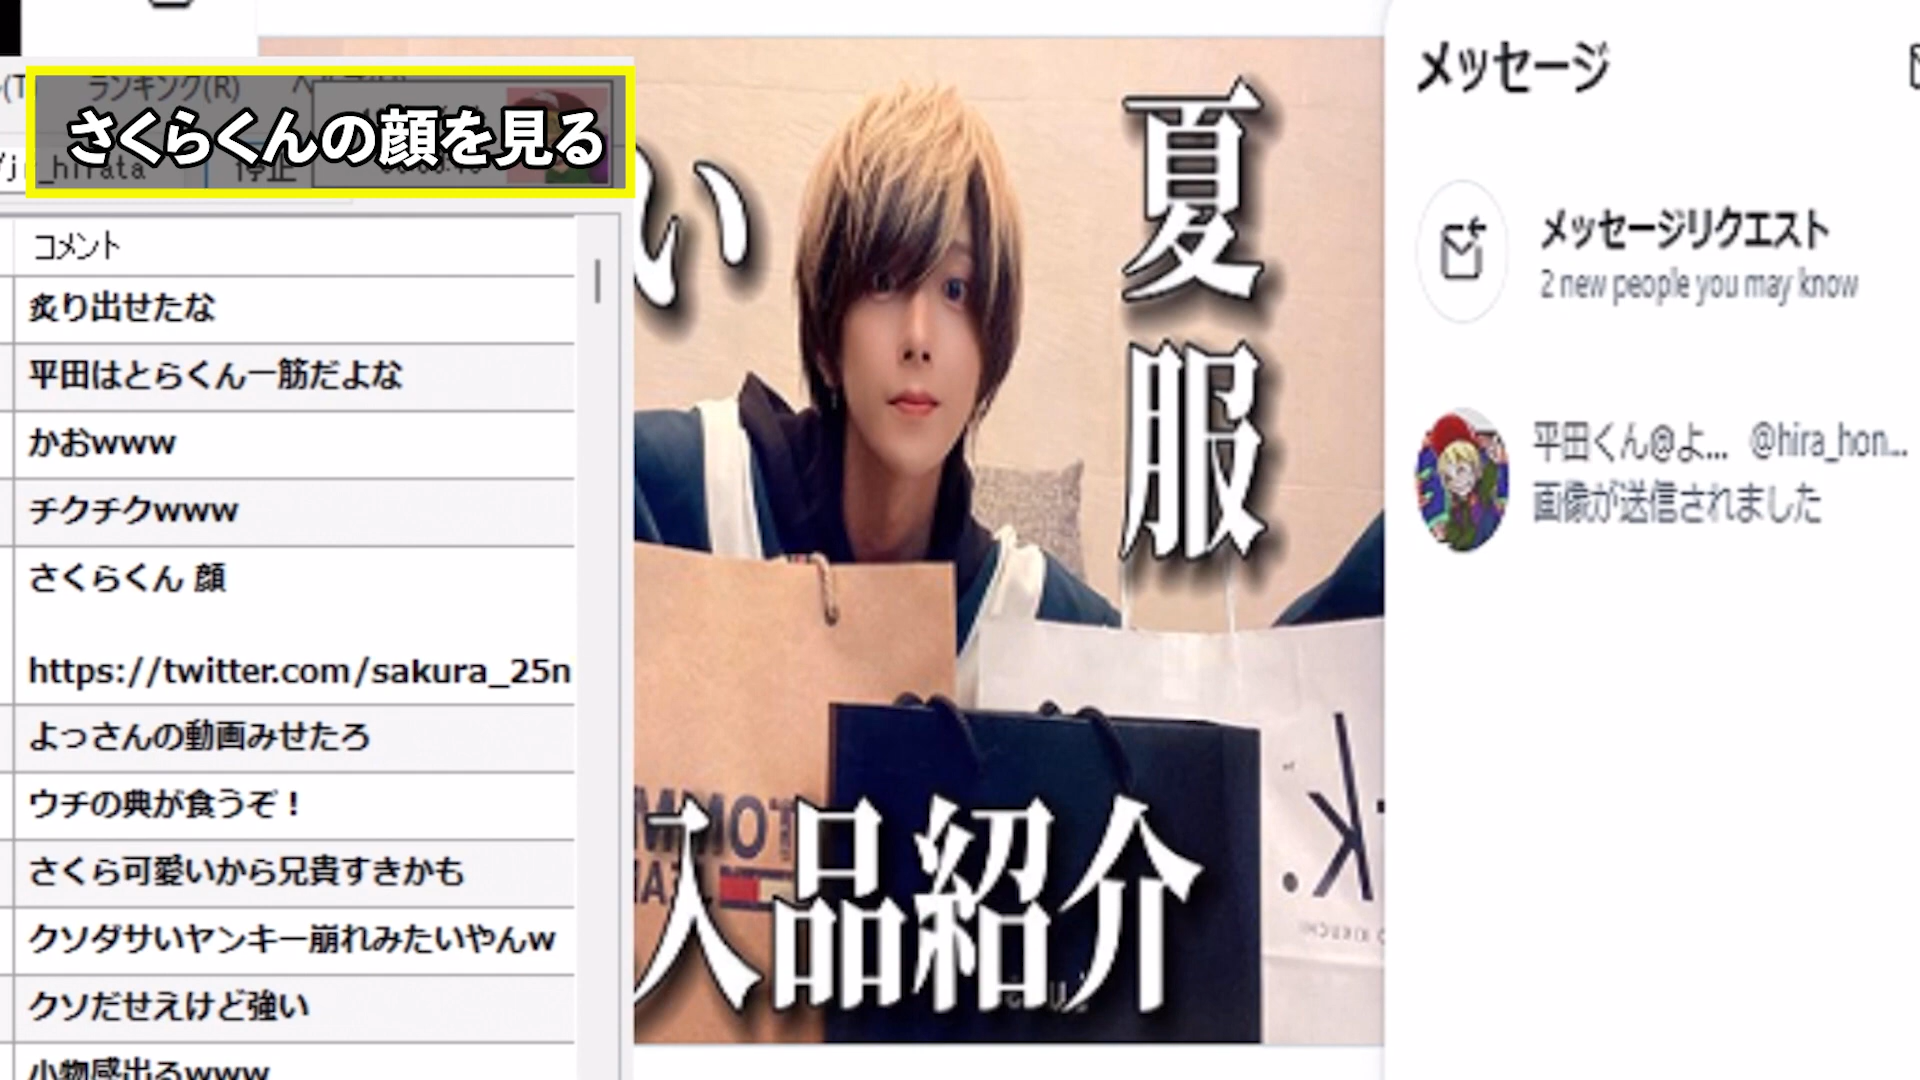 ランキング(R)
さくらくんの顔を見る
jr_hirata
停止
コメント
炙り出せたな
平田はとらくん一筋だよな
かおwww
チクチクwww
さくらくん 顔
https://twitter.com/sakura_25n
よっさんの動画みせたろ
ウチの典が食うぞ！
さくら可愛いから兄貴すきかも
クソダサいヤンキー崩れみたいやんw
クソだせえけど強い
小物感出るwww
い
夏服
入品紹介
メッセージ
メッセージリクエスト
2 new people you may know
平田くん@よ... @hira_hon...
画像が送信されました